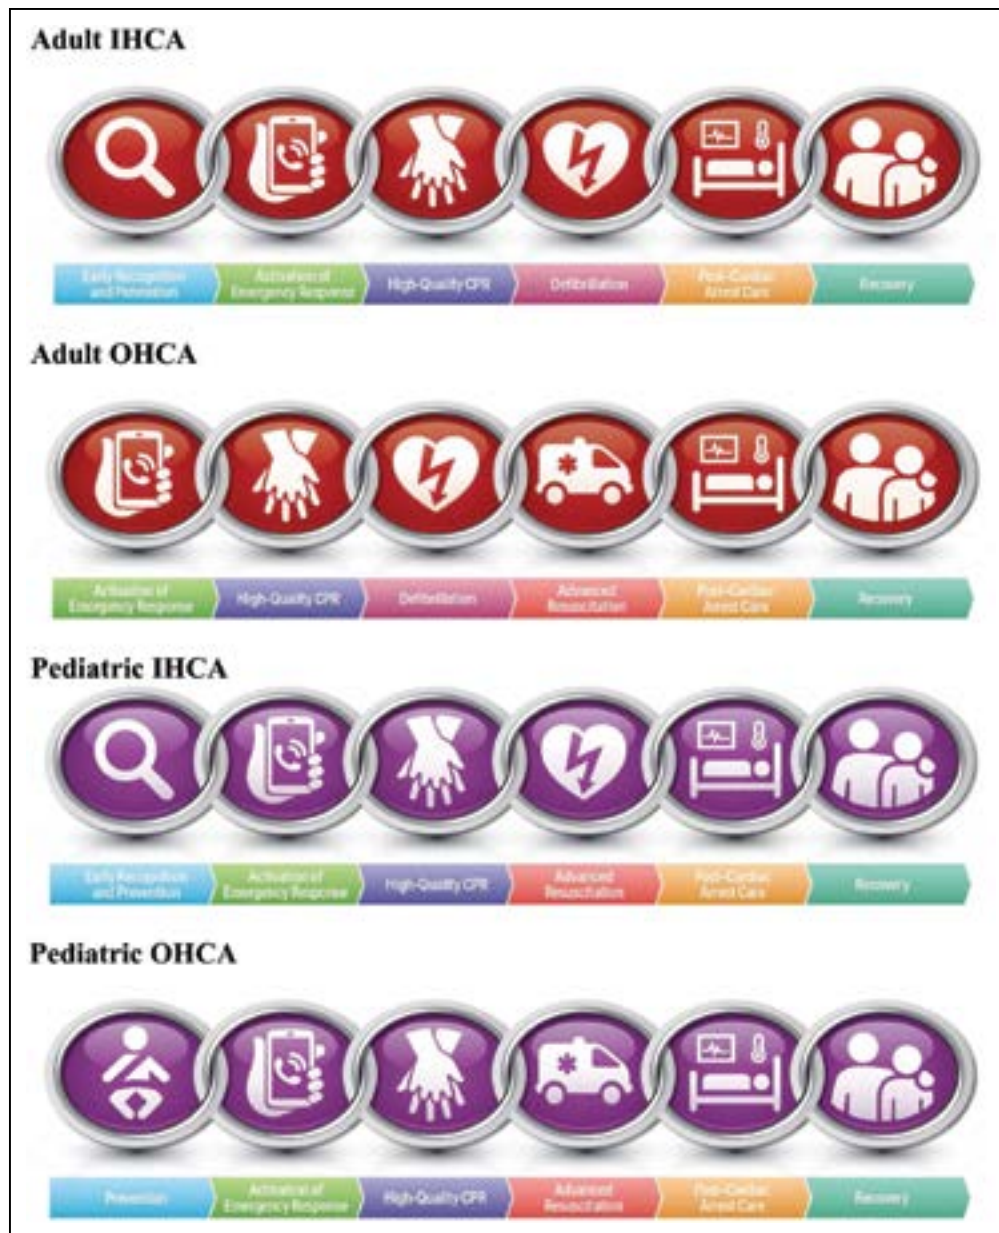 Adult IHCA
Early Recognition
and Prevention
Activation of
Emergency Response
High-Quality CPR
Defibrillation
Post-Cardiac
Arrest Care
Recovery
Adult OHCA
Activation of
Emergency Response
High-Quality CPR
Defibrillation
Advanced
Resuscitation
Post-Cardiac
Arrest Care
Recovery
Pediatric IHCA
Early Recognition
and Prevention
Activation of
Emergency Response
High-Quality CPR
Advanced
Resuscitation
Post-Cardiac
Arrest Care
Recovery
Pediatric OHCA
Prevention
Activation of
Emergency Response
High-Quality CPR
Advanced
Resuscitation
Post-Cardiac
Arrest Care
Recovery